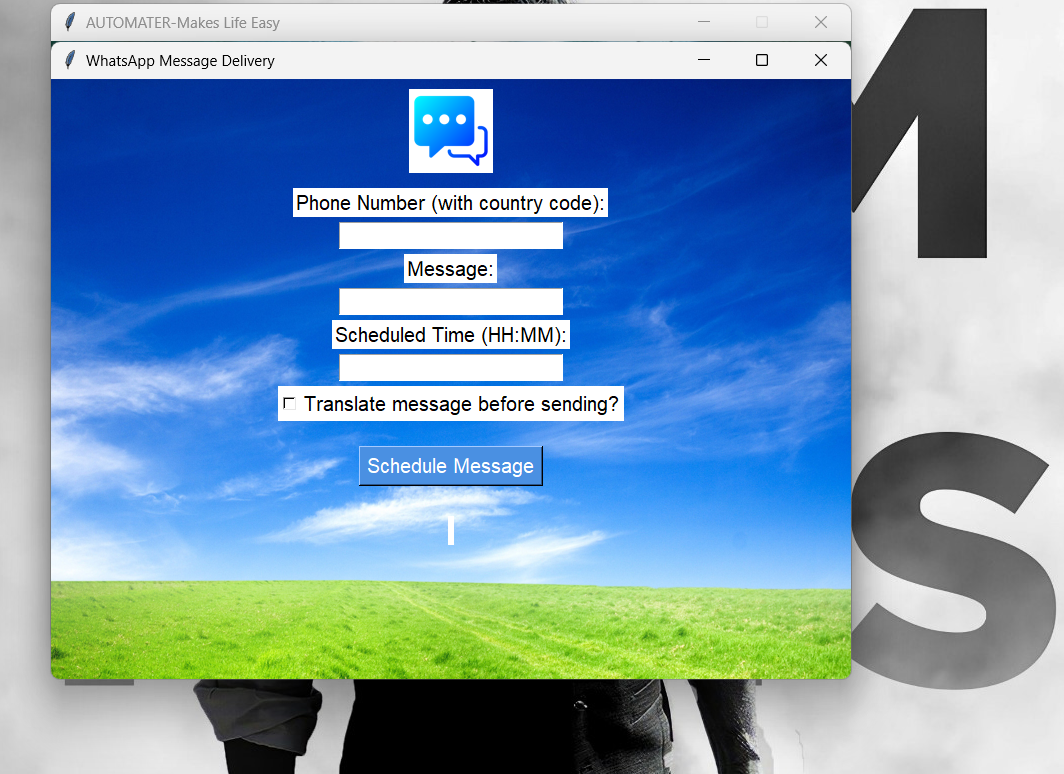 AUTOMATER-Makes Life Easy
WhatsApp Message Delivery
Phone Number (with country code):
Message:
Scheduled Time (HH:MM):
Translate message before sending?
Schedule Message
M
S